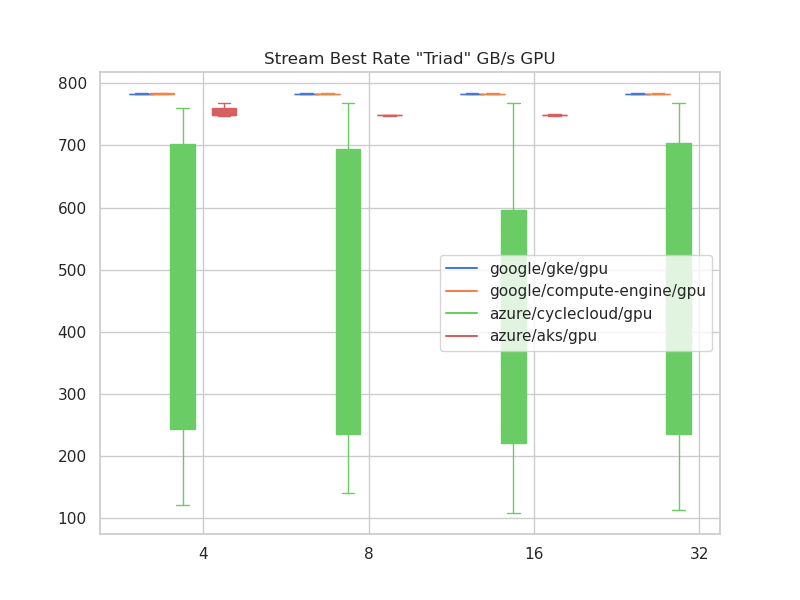 Stream Best Rate "Triad" GB/s GPU
800
700
600
500
400
300
200
100
google/gke/gpu
google/compute-engine/gpu
azure/cyclecloud/gpu
azure/aks/gpu
4
8
16
32